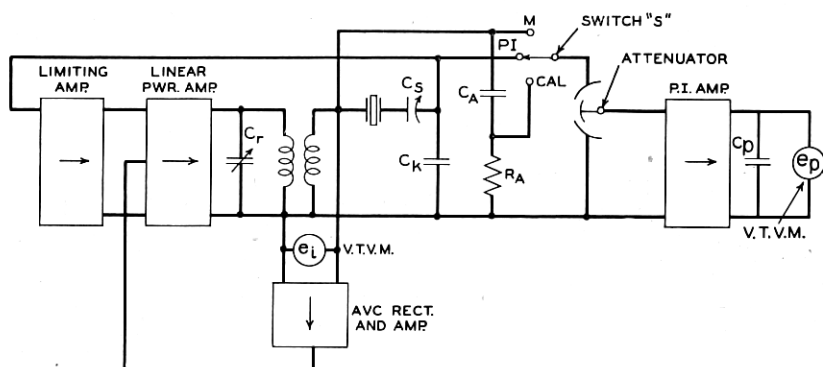 M
SWITCH "S"
PI
ATTENUATOR
LIMITING
AMP.
LINEAR
PWR. AMP.
CS
CA
CAL
P.I. AMP.
Cr
Ck
RA
Cp
ep
V.T.V.M.
ei
V.T.V.M.
AVC RECT.
AND AMP.